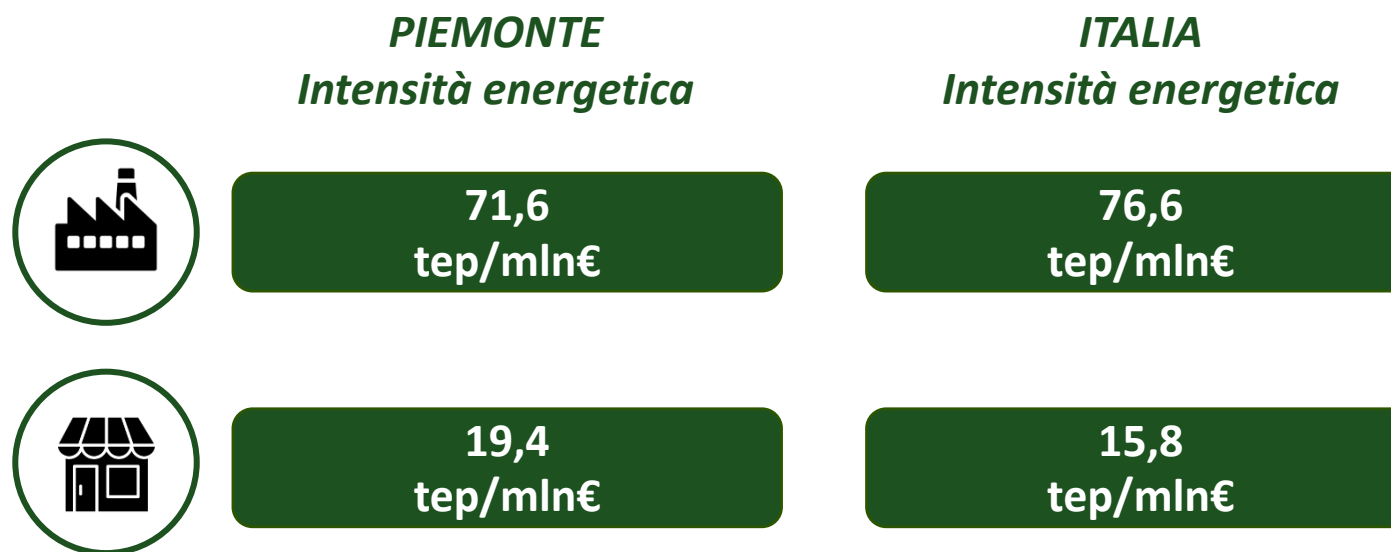 PIEMONTE
Intensità energetica
ITALIA
Intensità energetica
71,6
tep/mln€
76,6
tep/mln€
19,4
tep/mln€
15,8
tep/mln€